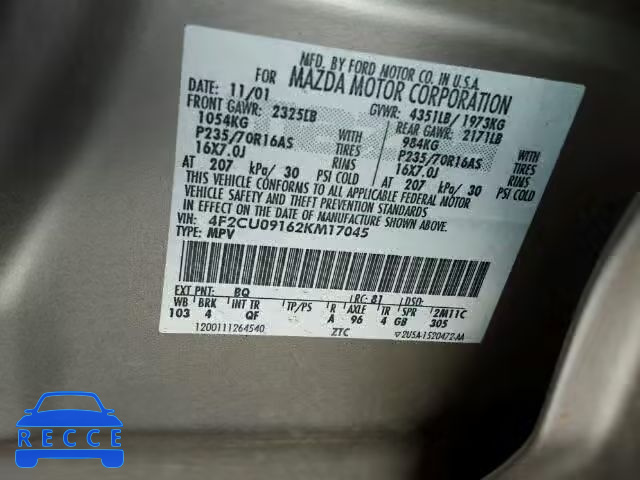 MFD. BY FORD MOTOR CO. IN U.S.A.
FOR MAZDA MOTOR CORPORATION
DATE: 11/01 GVWR: 4351LB/1973KG
FRONT GAWR: 2325LB REAR GAWR: 2171LB
1054KG WITH 984KG WITH
P235/70R16AS TIRES P235/70R16AS TIRES
16X7.0J RIMS 16X7.0J RIMS
AT 207 kPa/ 30 PSI COLD AT 207 kPa/ 30 PSI COLD
THIS VEHICLE CONFORMS TO ALL APPLICABLE FEDERAL MOTOR
VEHICLE SAFETY AND THEFT PREVENTION STANDARDS
IN EFFECT ON THE DATE OF MANUFACTURE SHOWN ABOVE.
VIN: 4F2CU09162KM17045
TYPE: MPV
EXT PNT: BQ RC: 81 DSO:
WB BRK INT TR TP/PS R AXLE TR SPR 2M11C
103 4 QF A 96 4 GB 305
1200111264540 ZTC ▽2USA-1520472-AA
RECCE